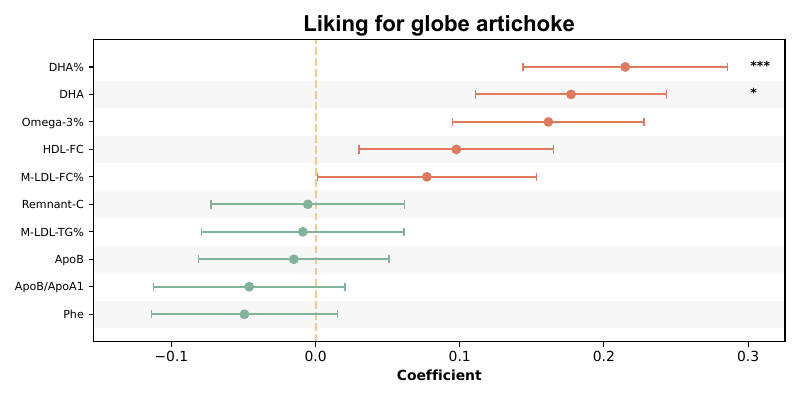 Liking for globe artichoke
DHA% ***
DHA *
Omega-3%
HDL-FC
M-LDL-FC%
Remnant-C
M-LDL-TG%
ApoB
ApoB/ApoA1
Phe
−0.1 0.0 0.1 0.2 0.3
Coefficient